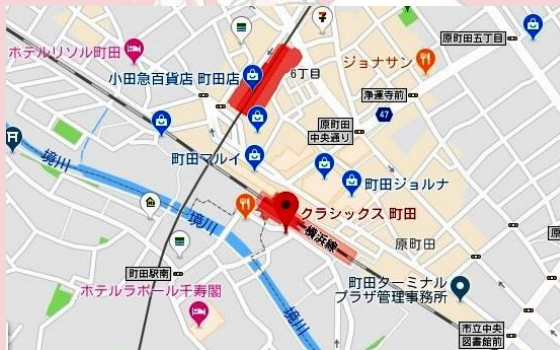 原町田五丁目
ホテルリソル町田
ジョナサン
小田急百貨店 町田店
6丁目
浄運寺前
47
原町田
中央通り
境川
町田マルイ
町田ジョルナ
クラシックス 町田
境川
横浜線
原町田
町田駅南
町田ターミナル
プラザ管理事務所
ホテルラポール千寿閣
境川
市立中央
図書館前